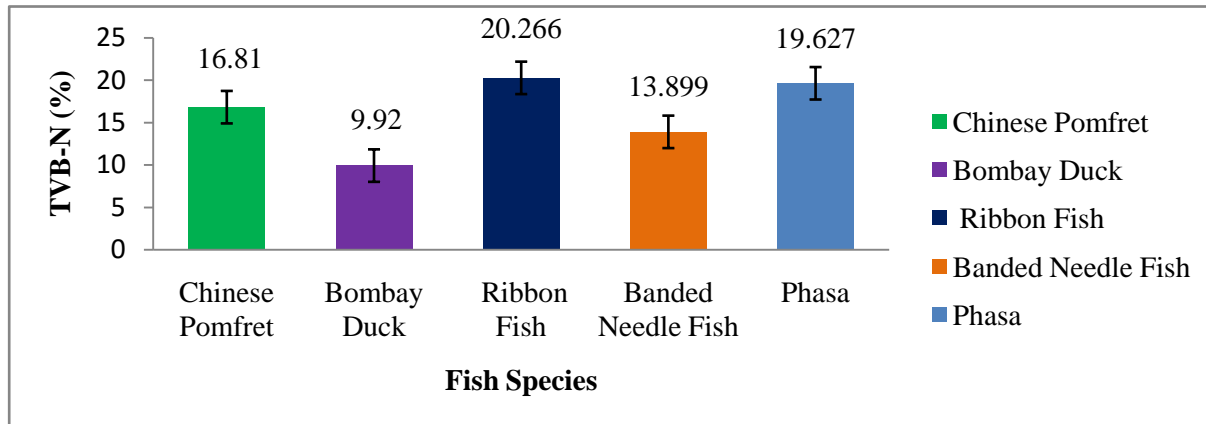 TVB-N (%)
25
20
15
10
5
0
16.81
9.92
20.266
13.899
19.627
Chinese
Pomfret
Bombay
Duck
Ribbon
Fish
Banded
Needle Fish
Phasa
Fish Species
Chinese Pomfret
Bombay Duck
Ribbon Fish
Banded Needle Fish
Phasa